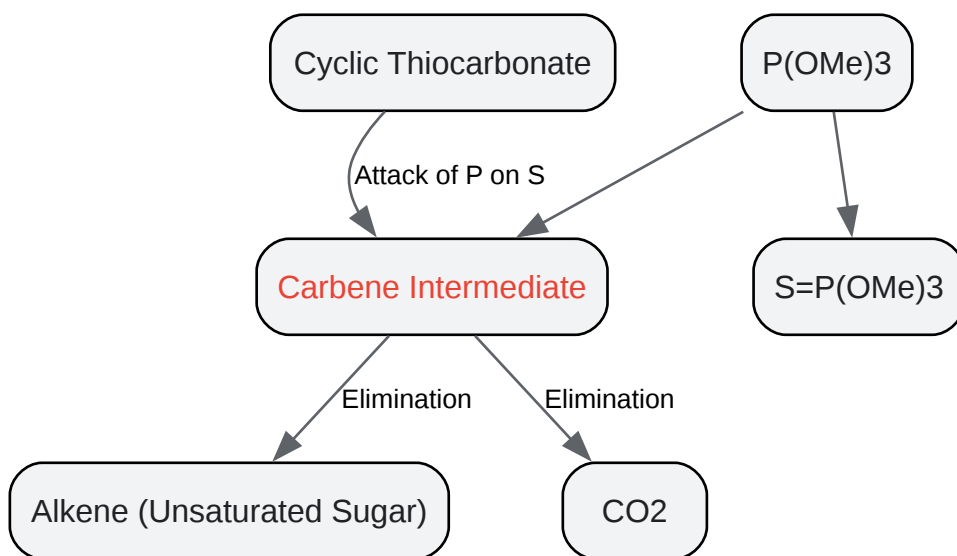 Cyclic Thiocarbonate
P(OMe)3
Attack of P on S
Carbene Intermediate
S=P(OMe)3
Elimination
Elimination
Alkene (Unsaturated Sugar)
CO2